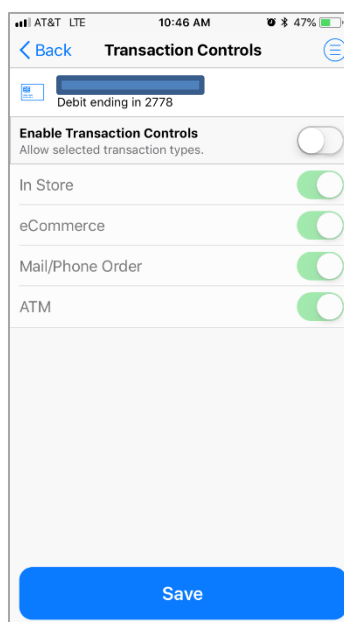 AT&T LTE 10:46 AM 47%
Back Transaction Controls
Debit ending in 2778
Enable Transaction Controls
Allow selected transaction types.
In Store
eCommerce
Mail/Phone Order
ATM
Save